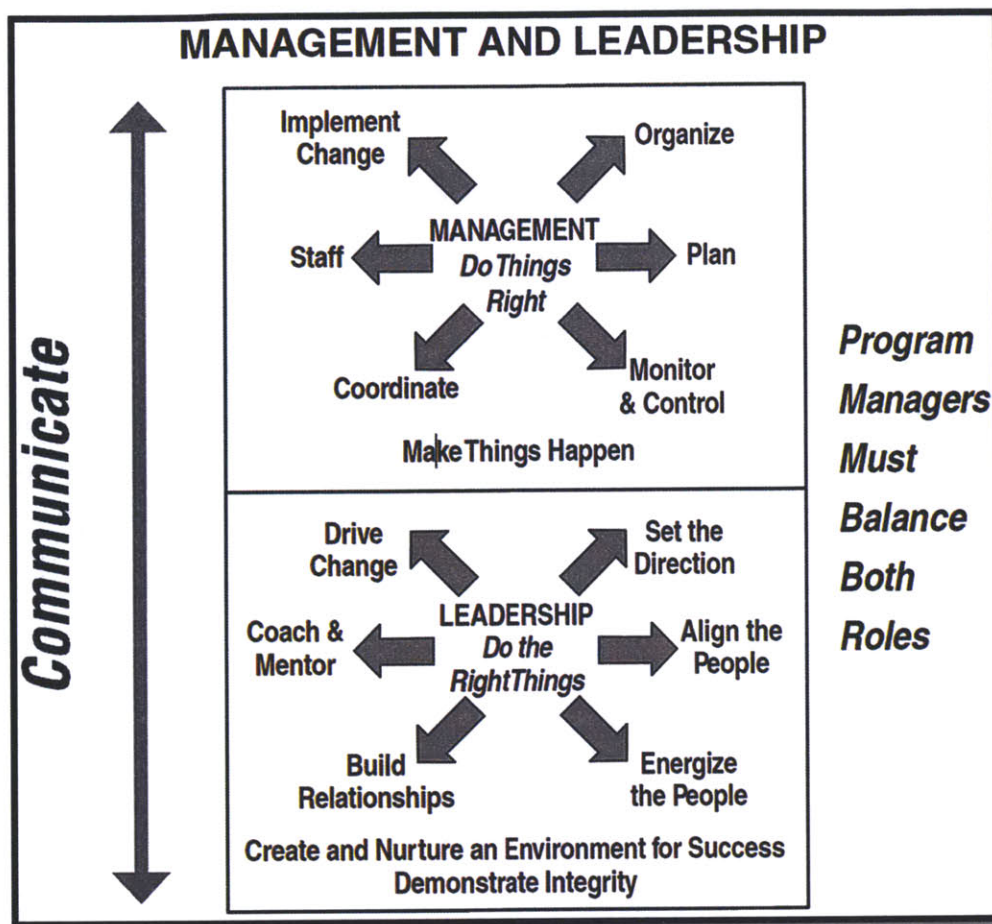 MANAGEMENT AND LEADERSHIP
Communicate
Implement
Change
Organize
MANAGEMENT
Do Things
Right
Staff
Plan
Coordinate
Monitor
& Control
Make Things Happen
Drive
Change
Set the
Direction
LEADERSHIP
Do the
Right Things
Coach &
Mentor
Align the
People
Build
Relationships
Energize
the People
Create and Nurture an Environment for Success
Demonstrate Integrity
Program
Managers
Must
Balance
Both
Roles